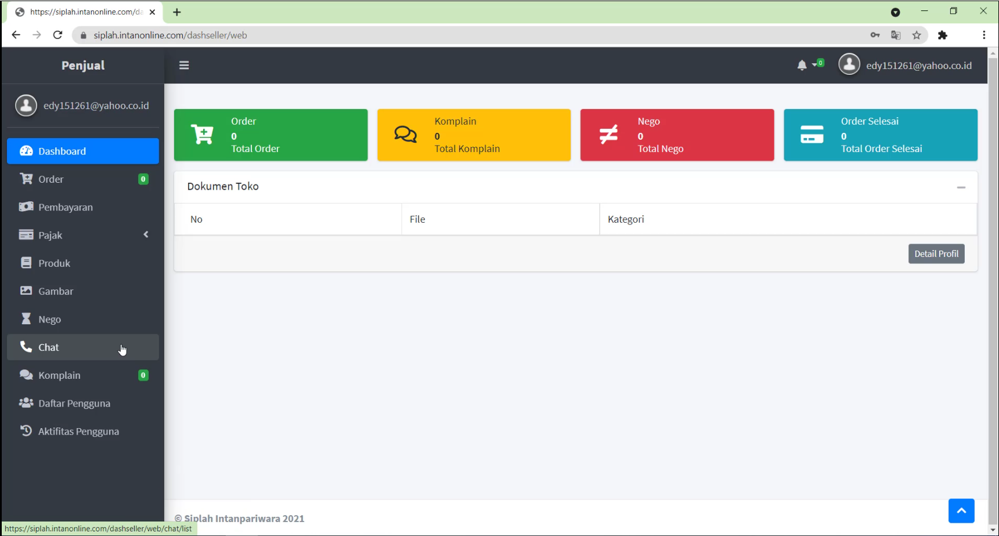 https://siplah.intanonline.com/da
siplah.intanonline.com/dashseller/web
Penjual
0
edy151261@yahoo.co.id
edy151261@yahoo.co.id
Dashboard
Order 0
Pembayaran
Pajak
Produk
Gambar
Nego
Chat
Komplain 0
Daftar Pengguna
Aktifitas Pengguna
Order
0
Total Order
Komplain
0
Total Komplain
Nego
0
Total Nego
Order Selesai
0
Total Order Selesai
Dokumen Toko
No File Kategori
Detail Profil
© Siplah Intanpariwara 2021
https://siplah.intanonline.com/dashseller/web/chat/list